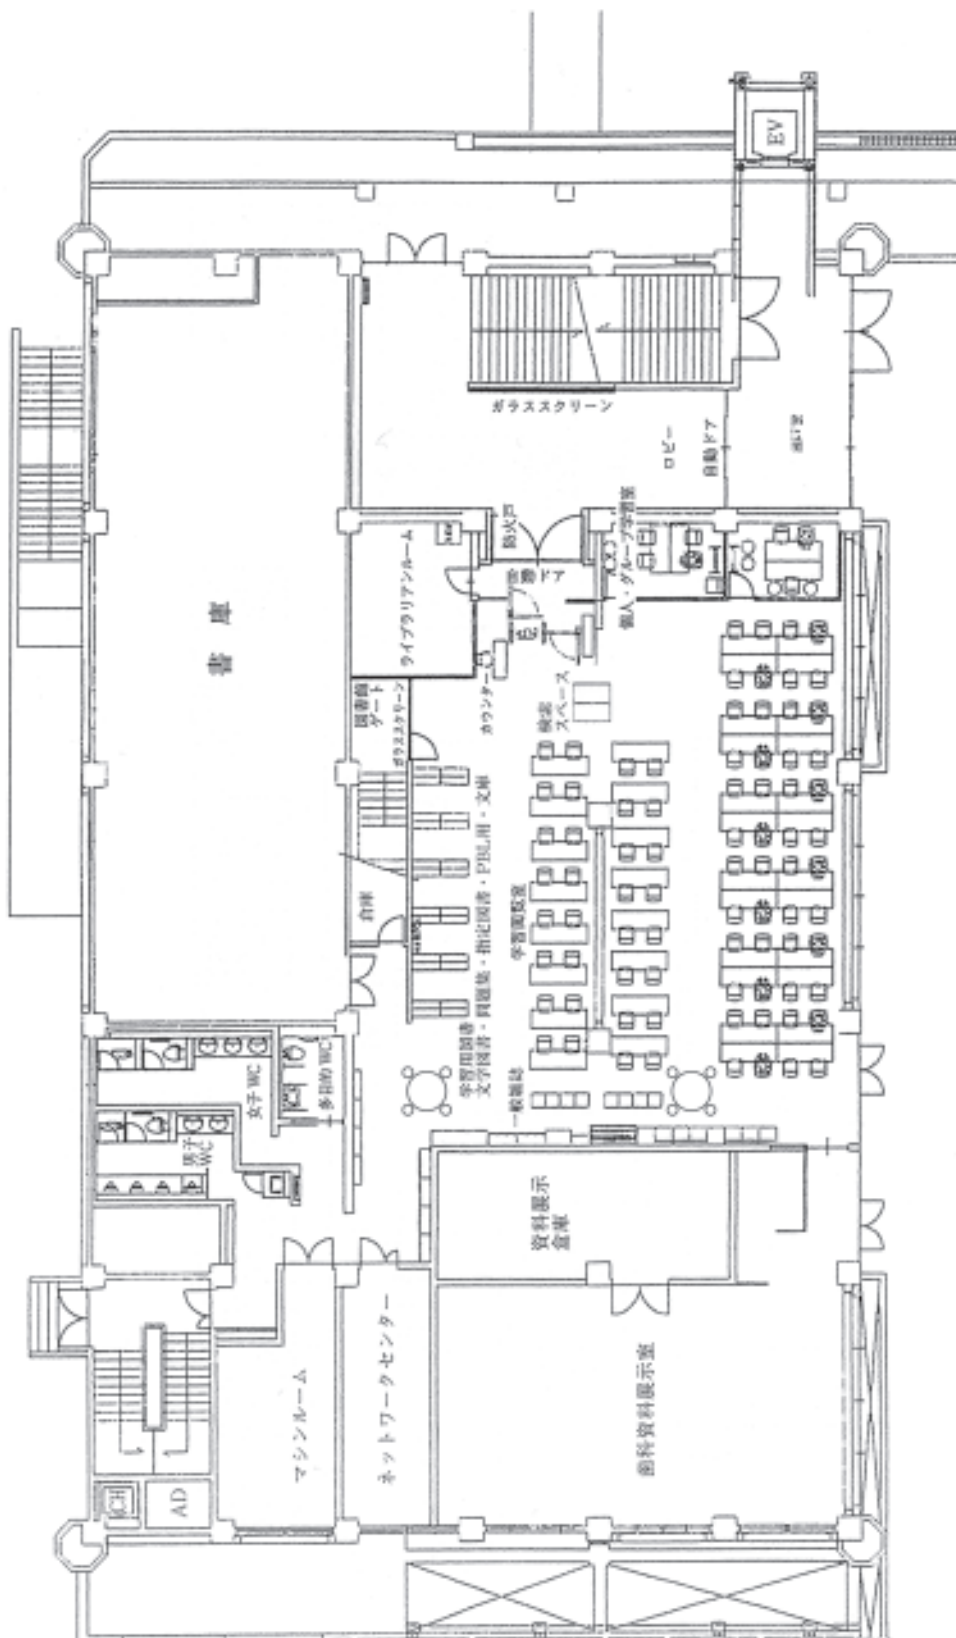 EV
ガラススクリーン
ロビー
自動ドア
防火戸
個人・グループ学習室
自動ドア
ライブラリアンルーム
書庫
カウンター
検索
スペース
図書館
ゲート
ガラススクリーン
倉庫
学習閲覧室
学習用図書
文学図書・問題集・指定図書・PBL用・文庫
一般雑誌
女子WC
多目的WC
男子
WC
資料展示
倉庫
歯科資料展示室
マシンルーム
ネットワークセンター
CH
AD